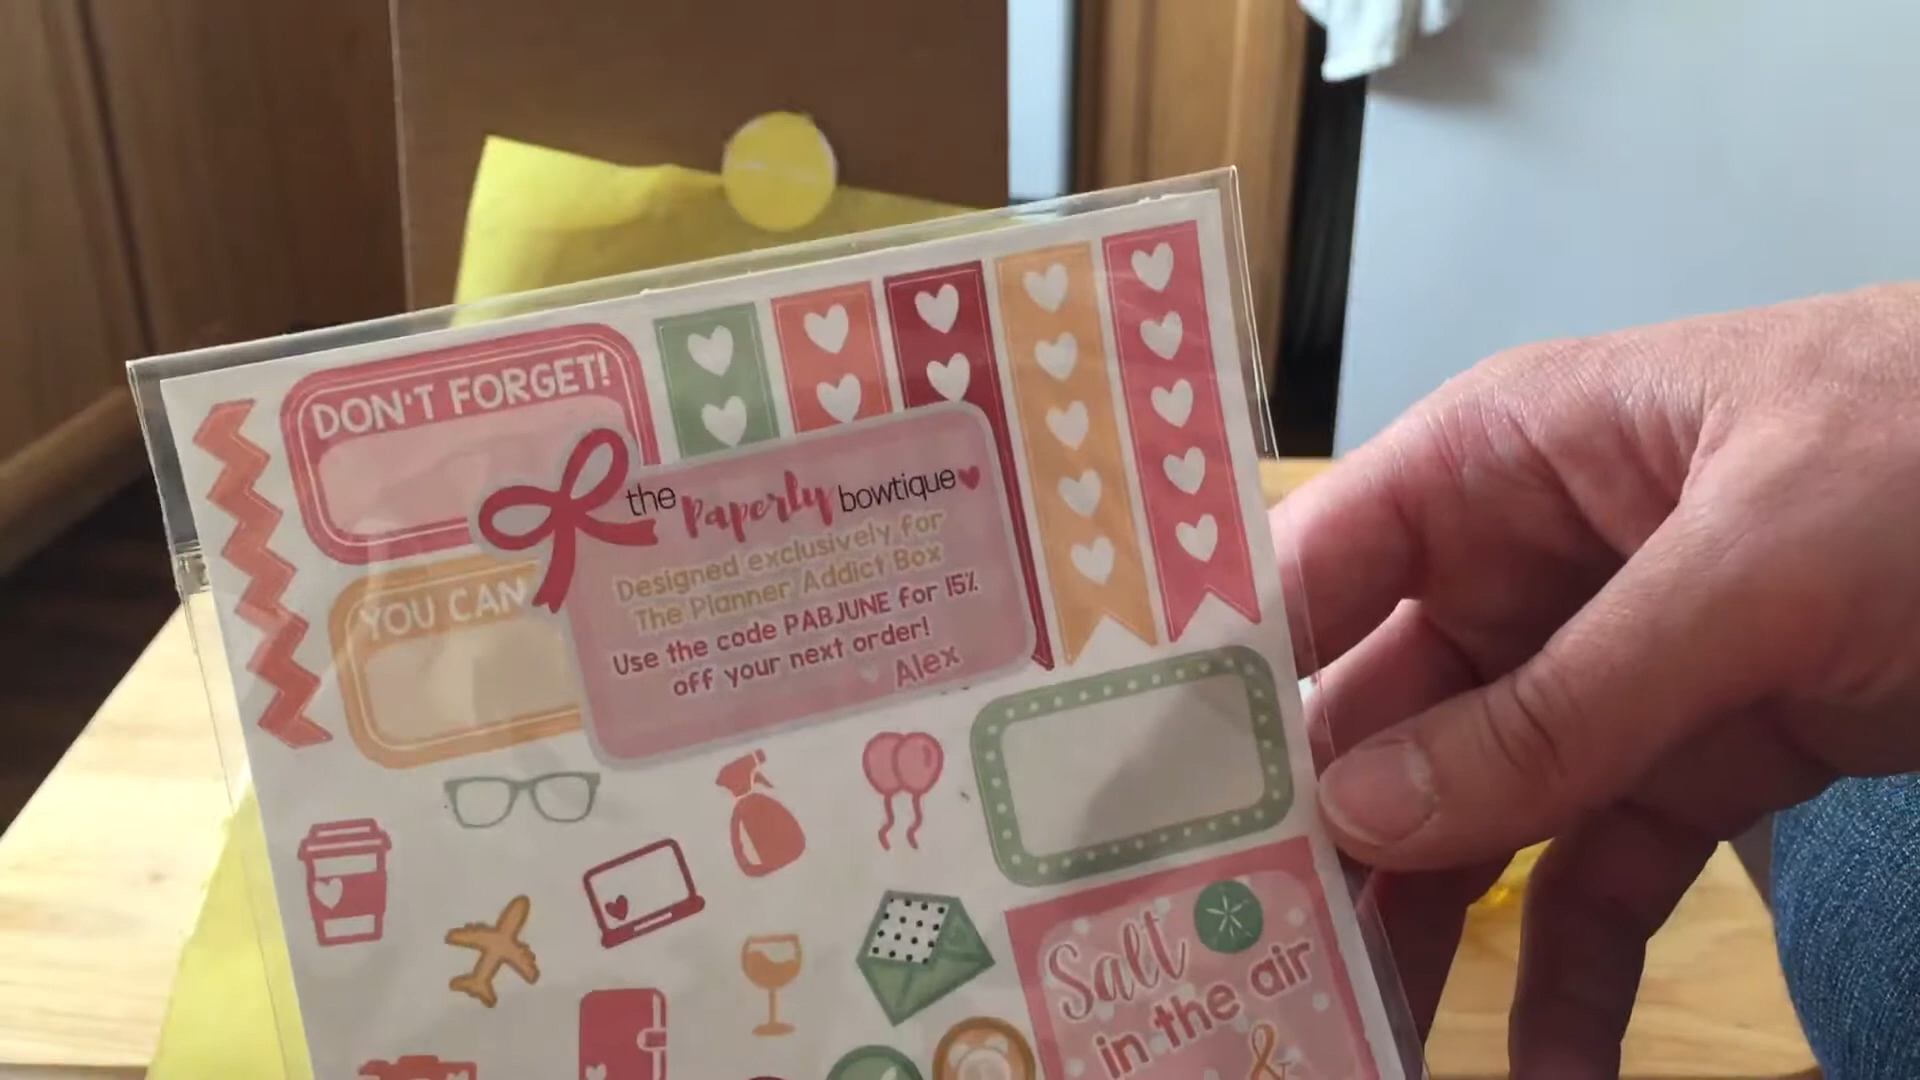 DON'T FORGET!
YOU CAN
the Paperly bowtique
Designed exclusively for
The Planner Addict Box
Use the code PABJUNE for 15%
off your next order!
Alex
Salt
in the air
&